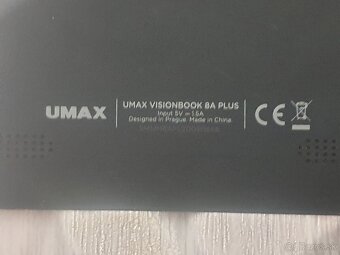 UMAX
UMAX VISIONBOOK 8A PLUS
Input 5V ⎓ 1.5A
Designed in Prague. Made in China.
CE